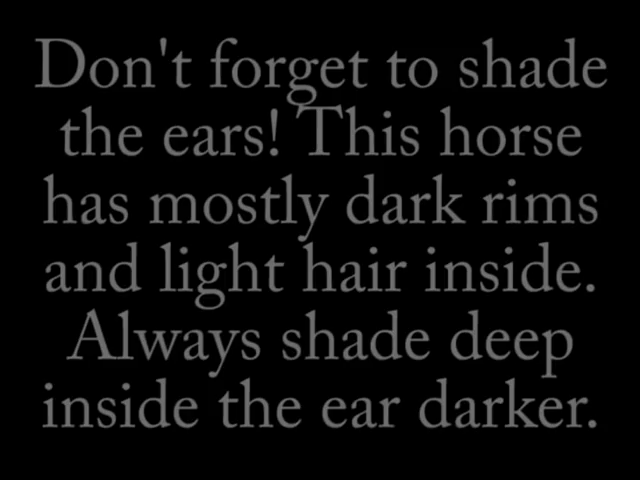 Don't forget to shade
the ears! This horse
has mostly dark rims
and light hair inside.
Always shade deep
inside the ear darker.